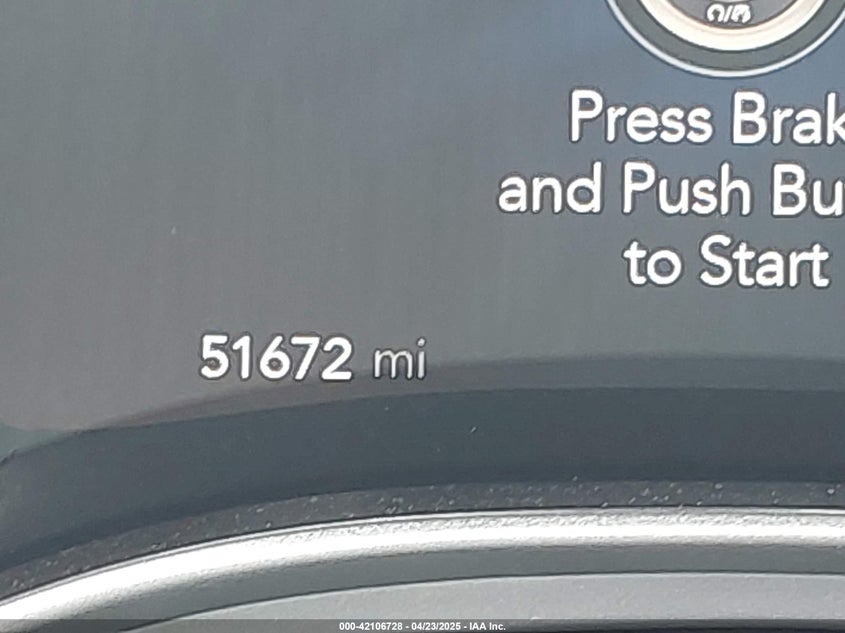 Press Brak
and Push Bu
to Start
51672 mi
000-42106728 - 04/23/2025 - IAA Inc.